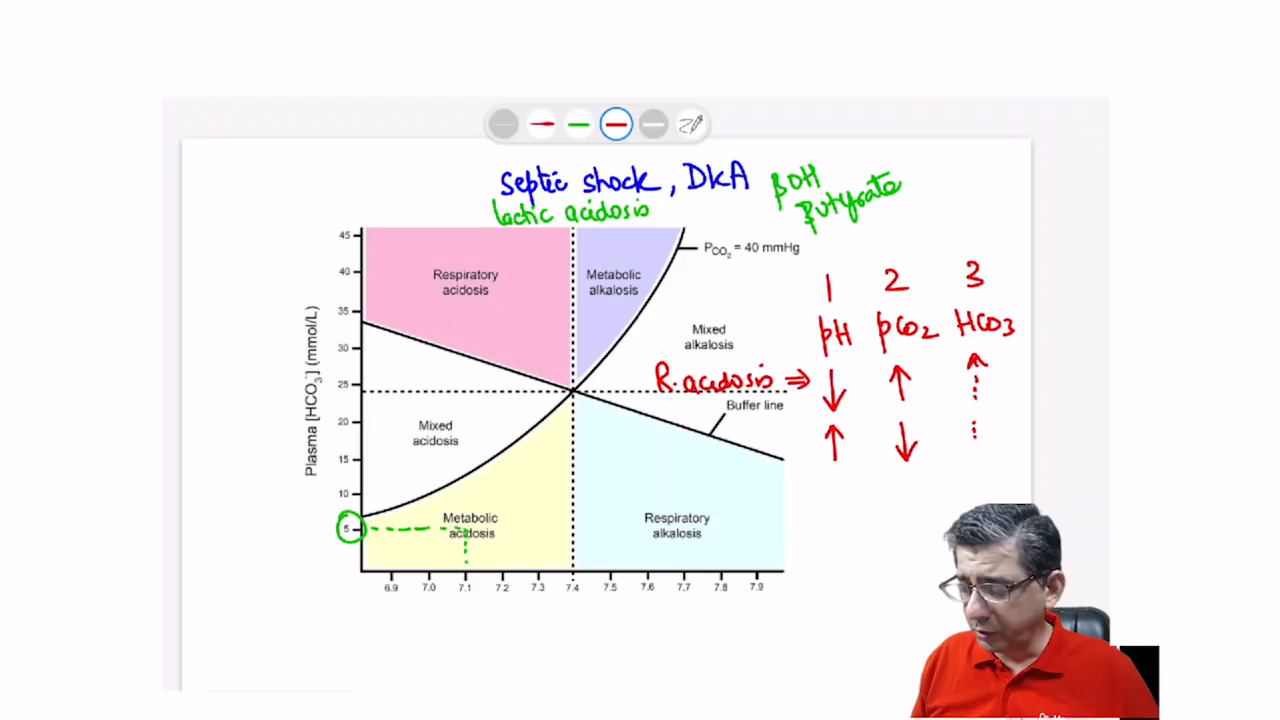 Septic shock, DKA
βOH
Butyrate
lactic acidosis
45
40
35
30
25
20
15
10
5
Plasma [HCO3-] (mmol/L)
Respiratory
acidosis
Metabolic
alkalosis
PCO2 = 40 mmHg
Mixed
alkalosis
Buffer line
Mixed
acidosis
Metabolic
acidosis
Respiratory
alkalosis
6.9 7.0 7.1 7.2 7.3 7.4 7.5 7.6 7.7 7.8 7.9
1 2 3
pH pCO2 HCO3
R. acidosis ⇒ ↓ ↑ ↑
↑ ↓